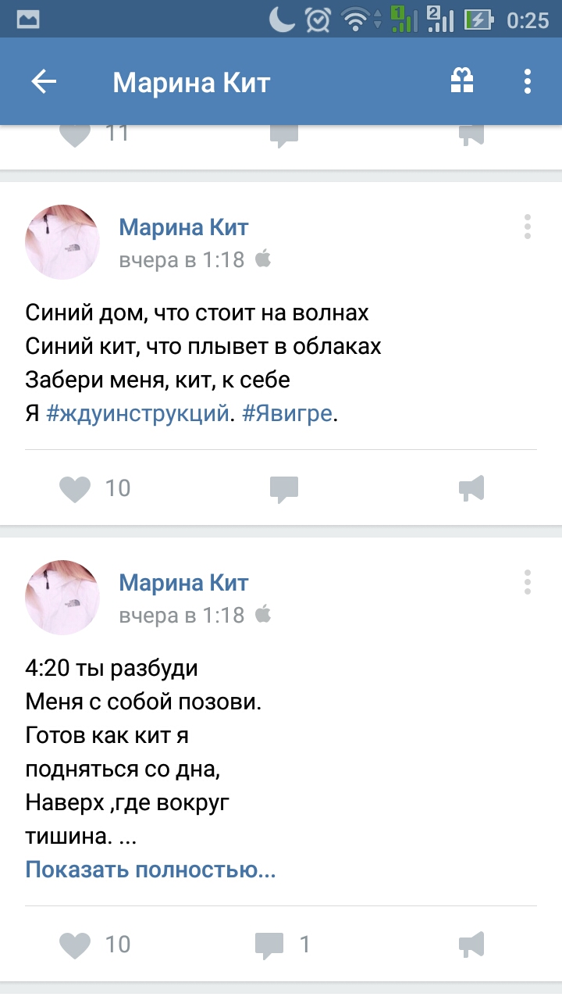 1 2 0:25
Марина Кит
11
Марина Кит
вчера в 1:18
Синий дом, что стоит на волнах
Синий кит, что плывет в облаках
Забери меня, кит, к себе
Я #ждуинструкций. #Явигре.
10
Марина Кит
вчера в 1:18
4:20 ты разбуди
Меня с собой позови.
Готов как кит я
подняться со дна,
Наверх ,где вокруг
тишина. ...
Показать полностью...
10 1